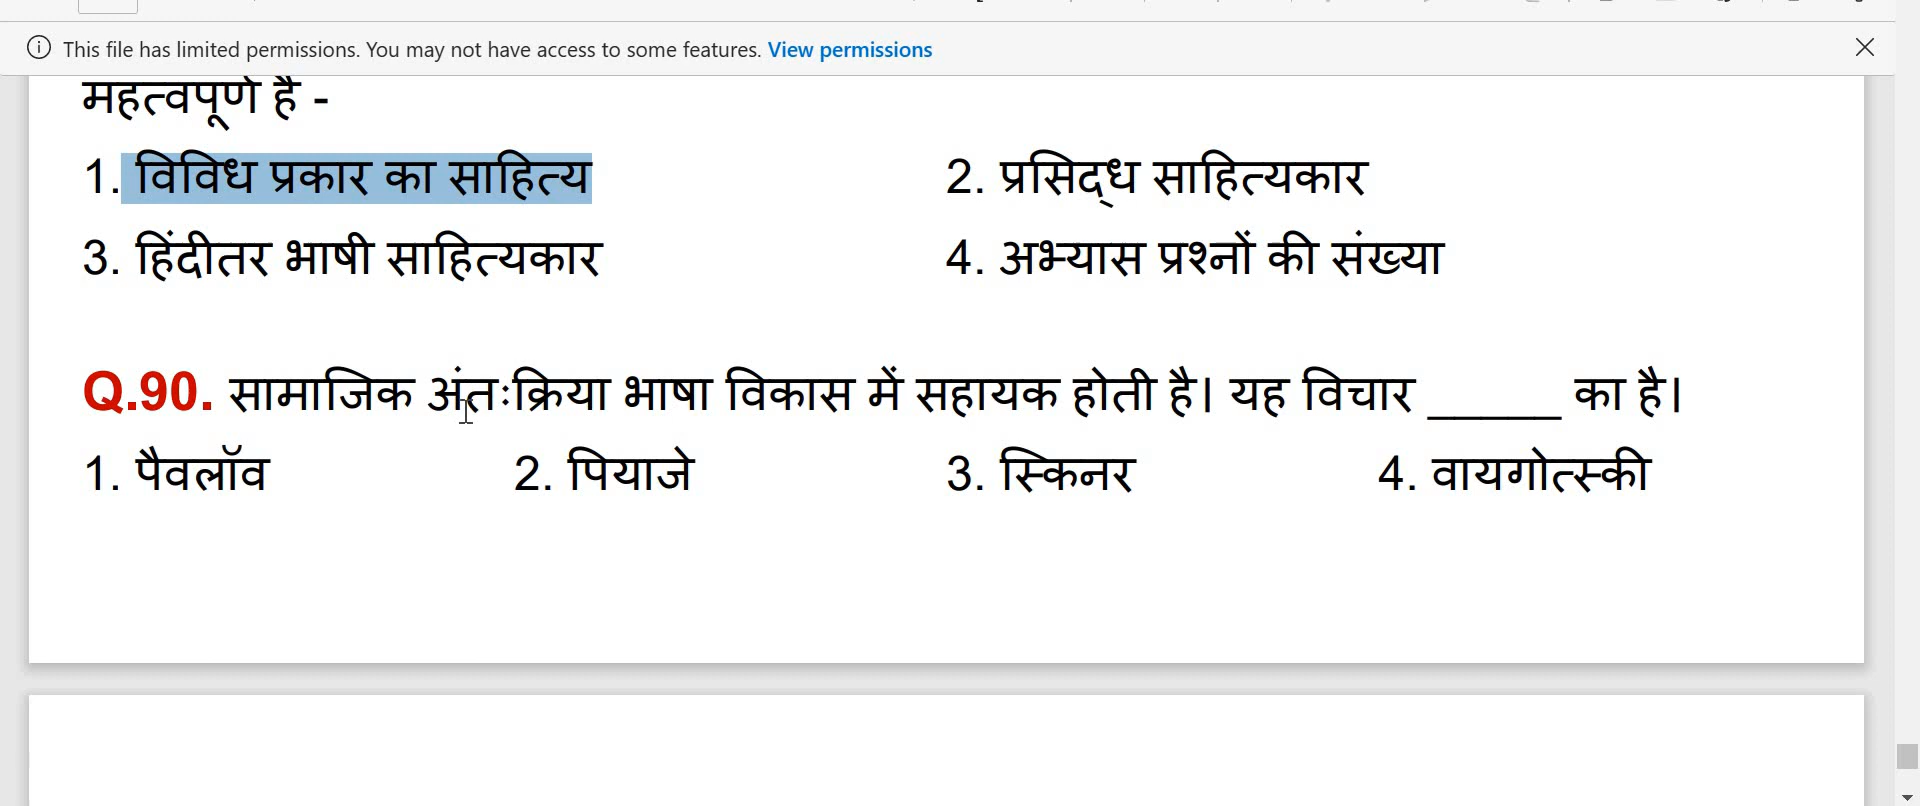 This file has limited permissions. You may not have access to some features. View permissions
महत्वपूर्ण है -
1. विविध प्रकार का साहित्य 2. प्रसिद्ध साहित्यकार
3. हिंदीतर भाषी साहित्यकार 4. अभ्यास प्रश्नों की संख्या
Q.90. सामाजिक अंतःक्रिया भाषा विकास में सहायक होती है। यह विचार _____ का है।
1. पैवलॉव 2. पियाजे 3. स्किनर 4. वायगोत्स्की